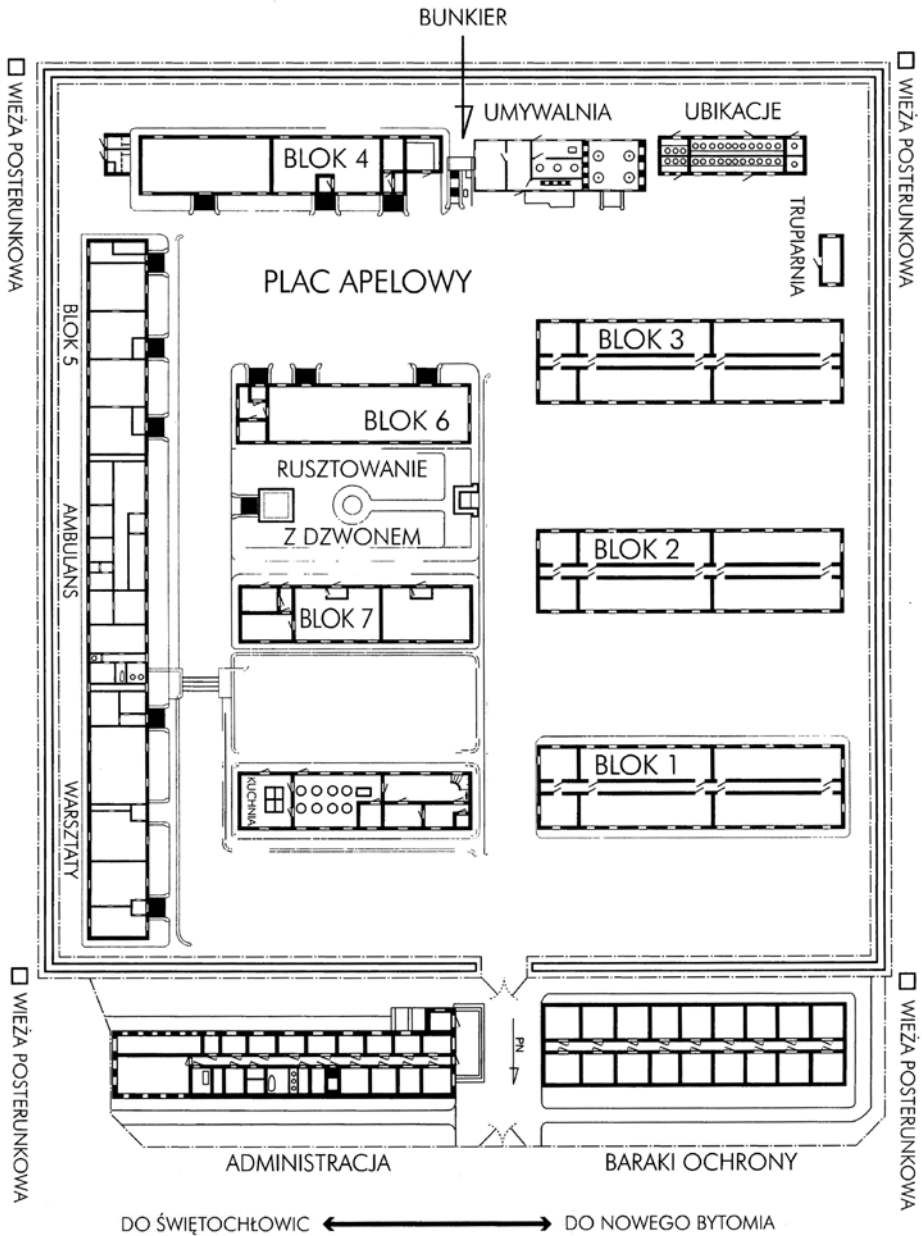 BUNKIER
WIEŻA POSTERUNKOWA
UMYWALNIA
UBIKACJE
WIEŻA POSTERUNKOWA
BLOK 4
TRUPIARNIA
PLAC APELOWY
BLOK 5
BLOK 3
BLOK 6
RUSZTOWANIE
Z DZWONEM
AMBULANS
BLOK 2
BLOK 7
WARSZTATY
KUCHNIA
BLOK 1
WIEŻA POSTERUNKOWA
PN
WIEŻA POSTERUNKOWA
ADMINISTRACJA
BARAKI OCHRONY
DO ŚWIĘTOCHŁOWIC
DO NOWEGO BYTOMIA